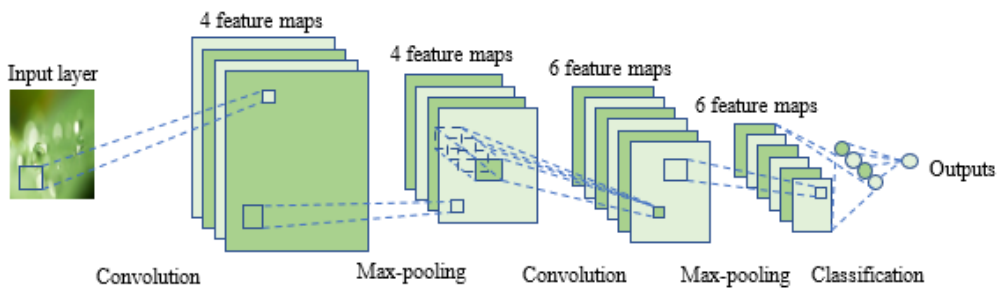 4 feature maps
4 feature maps
6 feature maps
Input layer
6 feature maps
Outputs
Convolution
Max-pooling
Convolution
Max-pooling
Classification